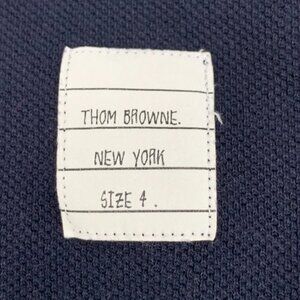 THOM BROWNE.
NEW YORK
SIZE 4.